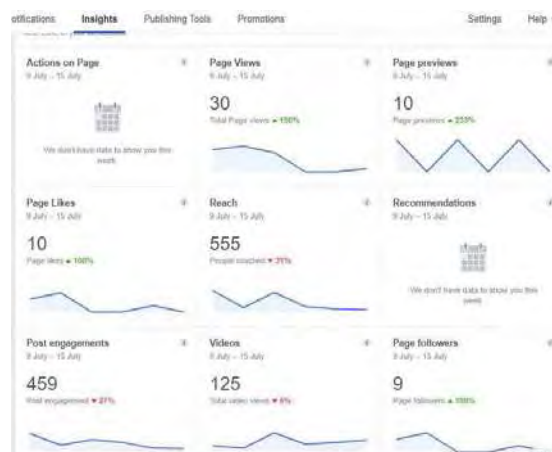 otifications Insights Publishing Tools Promotions Settings Help
Actions on Page
9 July – 15 July
We don't have data to show you this
week.
Page Views
9 July – 15 July
30
Total Page views ▲ 150%
Page previews
9 July – 15 July
10
Page previews ▲ 233%
Page Likes
9 July – 15 July
10
Page likes ▲ 100%
Reach
9 July – 15 July
555
People reached ▼ 31%
Recommendations
9 July – 15 July
We don't have data to show you this
week.
Post engagements
9 July – 15 July
459
Post engagement ▼ 21%
Videos
9 July – 15 July
125
Total video views ▼ 6%
Page followers
9 July – 15 July
9
Page followers ▲